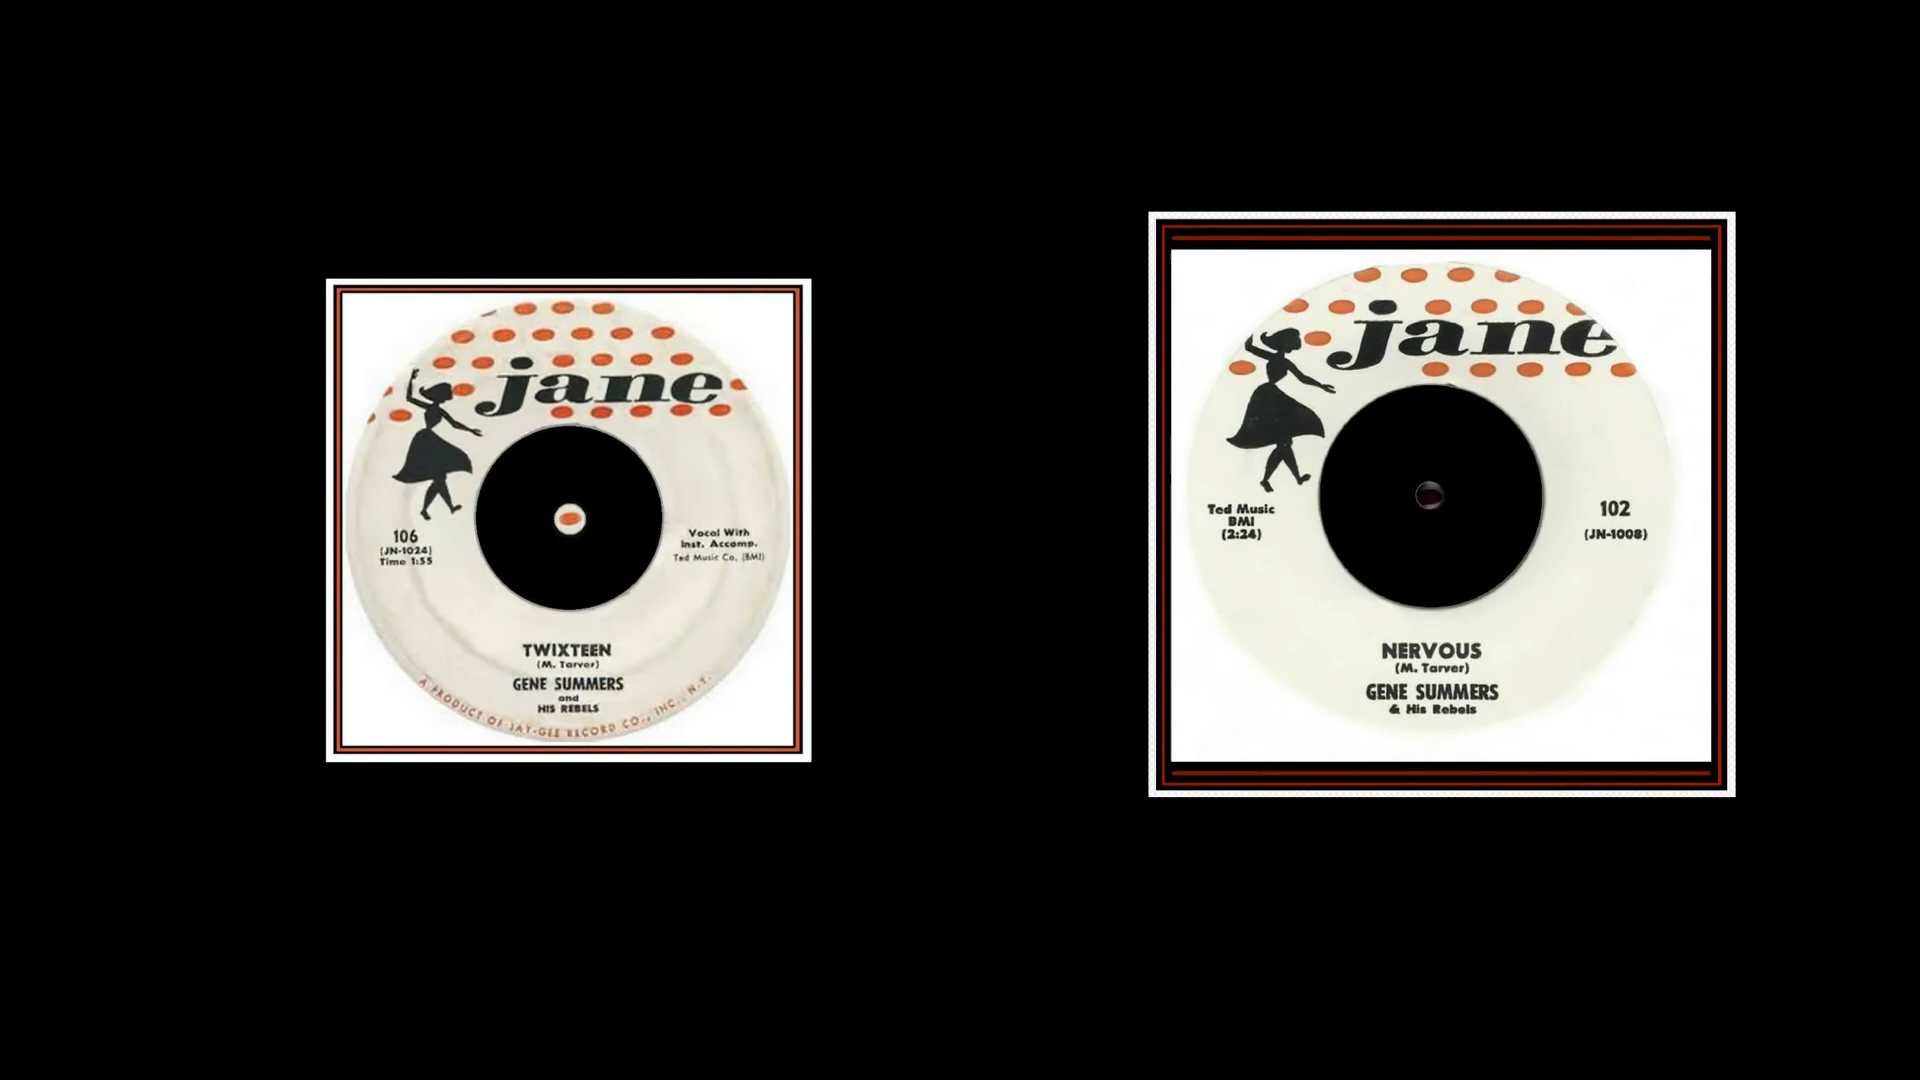 jane
106
(JN-1024)
Time 1:55
Vocal With
Inst. Accomp.
Ted Music Co. (BMI)
TWIXTEEN
(M. Tarver)
GENE SUMMERS
and
HIS REBELS
A PRODUCT OF JAY-GEE RECORD CO., INC., N.Y.
jane
Ted Music
BMI
(2:24)
102
(JN-1008)
NERVOUS
(M. Tarver)
GENE SUMMERS
& His Rebels